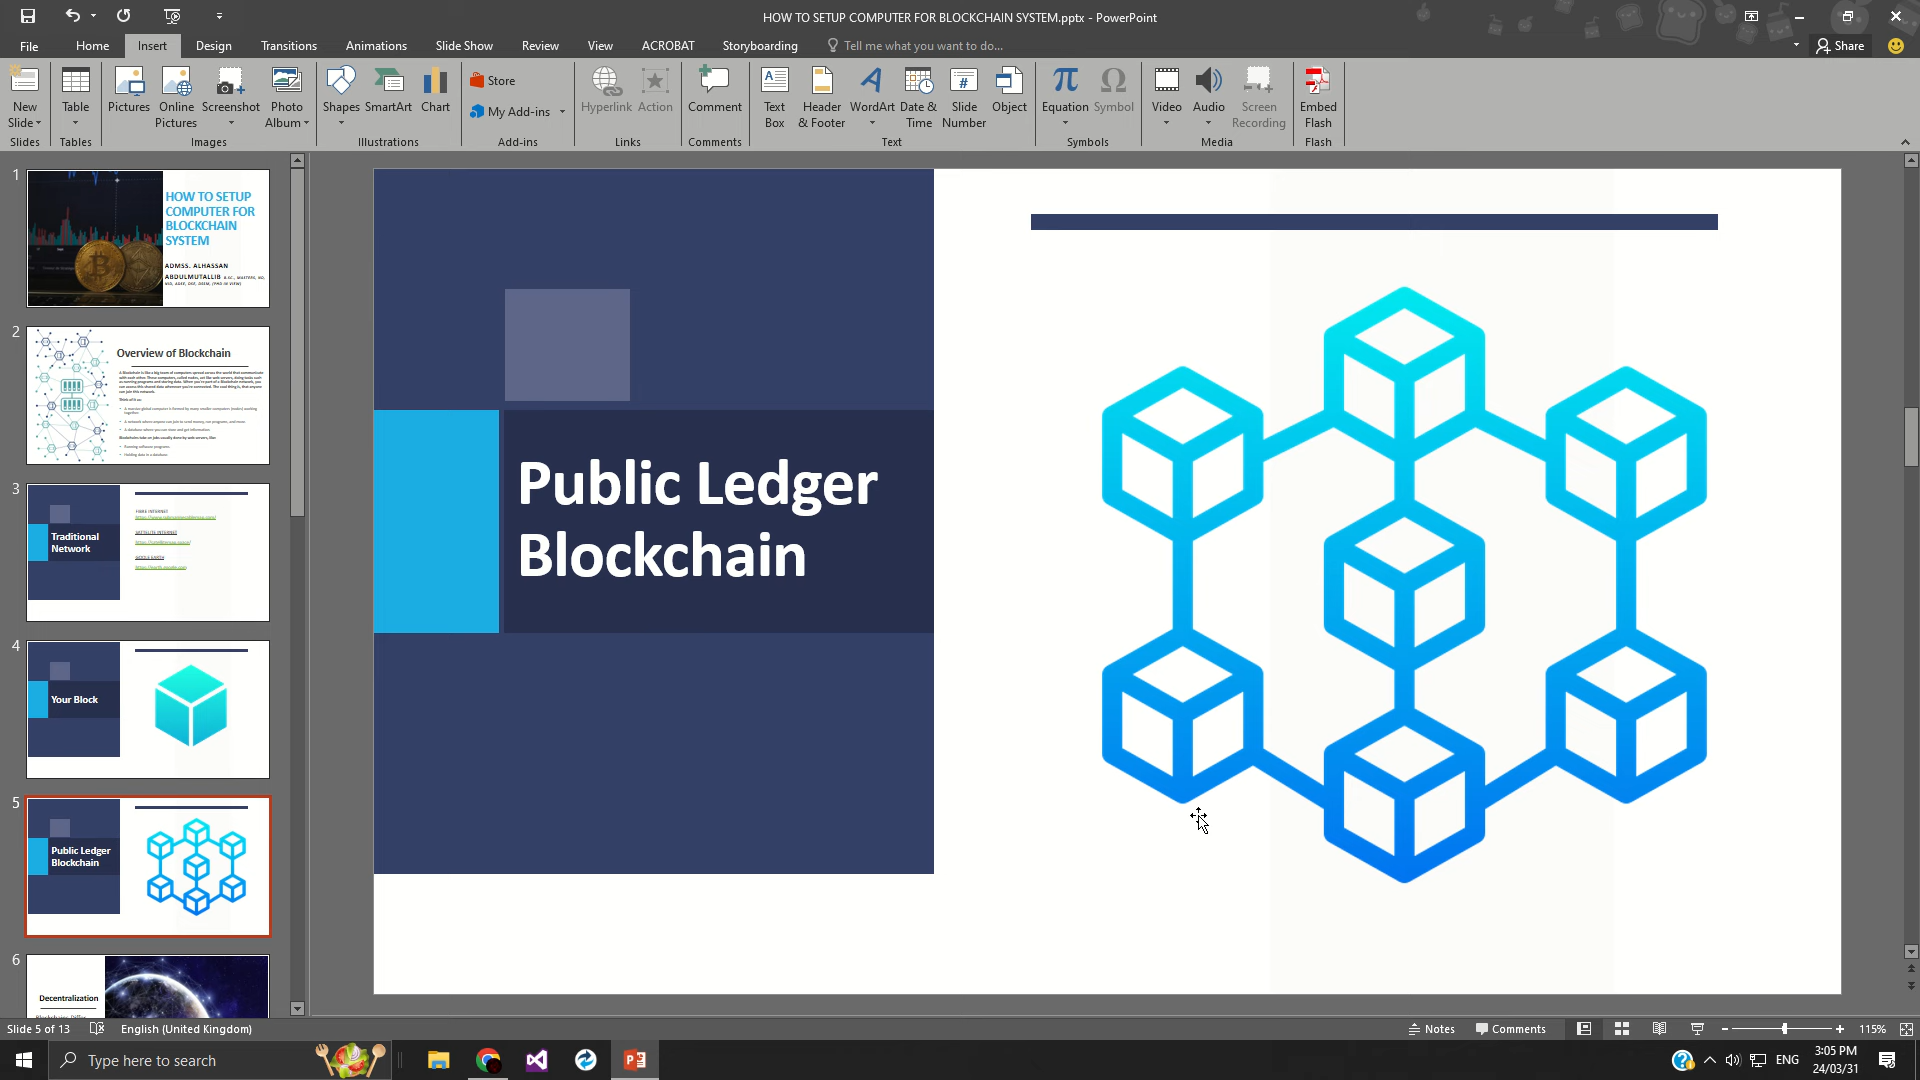 HOW TO SETUP COMPUTER FOR BLOCKCHAIN SYSTEM.pptx - PowerPoint
File Home Insert Design Transitions Animations Slide Show Review View ACROBAT Storyboarding Tell me what you want to do... Share
New Slide
Table
Pictures
Online Pictures
Screenshot
Photo Album
Shapes
SmartArt
Chart
Store
My Add-ins
Hyperlink
Action
Comment
Text Box
Header & Footer
WordArt
Date & Time
Slide Number
Object
Equation
Symbol
Video
Audio
Screen Recording
Embed Flash
Slides Tables Images Illustrations Add-ins Links Comments Text Symbols Media Flash
1
HOW TO SETUP
COMPUTER FOR
BLOCKCHAIN
SYSTEM
ADMSS. ALHASSAN
ABDULMUTALLIB
2
Overview of Blockchain
3
Traditional
Network
4
Your Block
5
Public Ledger
Blockchain
6
Decentralization
Public Ledger
Blockchain
Slide 5 of 13 English (United Kingdom) Notes Comments 115%
Type here to search
ENG
3:05 PM
24/03/31